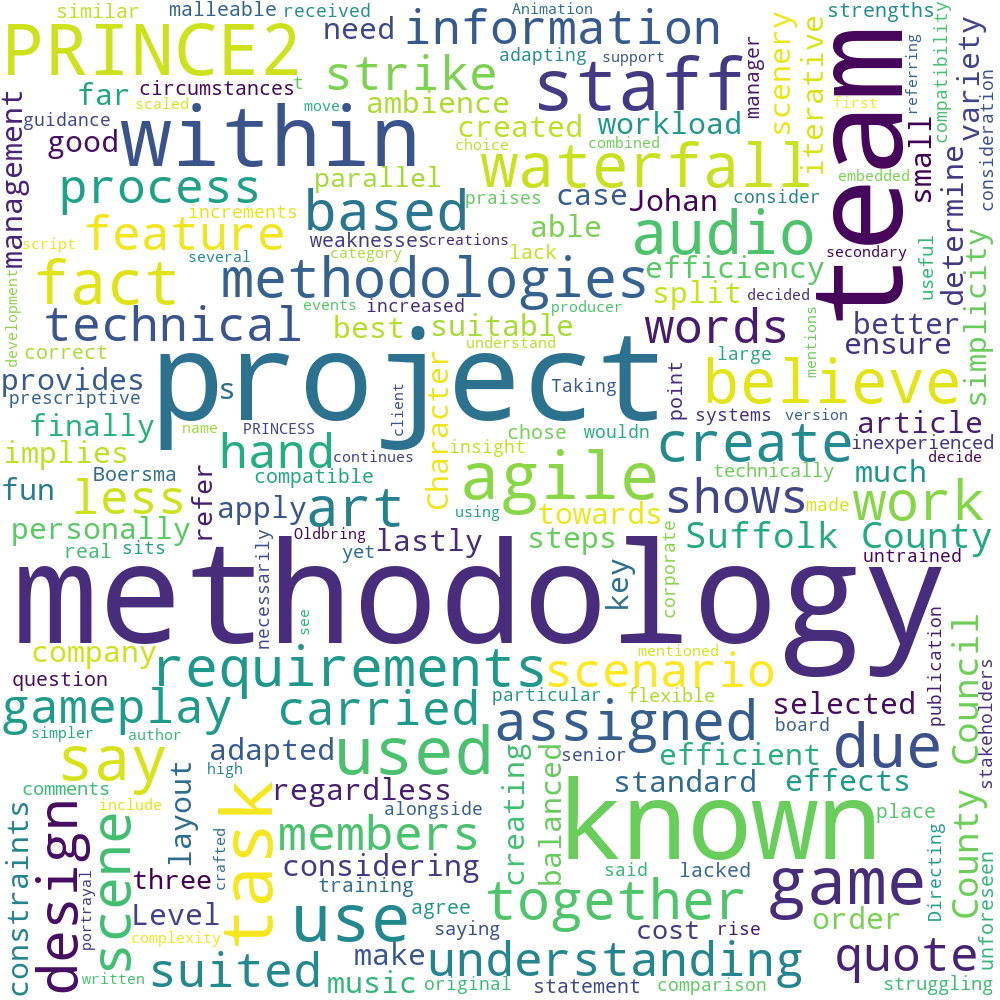 similar
malleable
received
Animation
strengths
PRINCE2
need
information
adapting
support
team
referring
compatibility
variety
consideration
scenery
iterative
manager
far
circumstances
t
strike
staff
move
guidance
scaled
ambience
created
workload
first
good
within
choice
combined
small
management
process
parallel
waterfall
embedded
determine
increments
praises
case
Johan
consider
script
feature
based
able
audio
several
weaknesses
creations
lack
secondary
useful
simplicity
category
efficiency
fact
methodologies
split
decided
development
events
increased
producer
technical
best
suitable
words
mentions
better
ensure
correct
understand
large
provides
s
project
Taking
believe
prescriptive
client
point
systems
version
article
finally
name
PRINCESS
chose
wouldn
create
inexperienced
implies
hand
continues
Character
insight
technically
much
decide
Boersma
compatible
agile
fun
less
refer
apply
art
using
towards
shows
made
work
personally
Oldbring
lastly
steps
Suffolk County
real
sits
necessarily
yet
key
corporate
untrained
see
methodology
company
mentioned
publication
County Council
stakeholders
question
requirements
scenario
gameplay
carried
particular
flexible
selected
simpler
author
assigned
board
say
high
adapted
used
senior
efficient
due
comments
layout
creating
balanced
standard
effects
constraints
design
include
scene
task
crafted
regardless
alongside
known
place
portrayal
members
considering
said
lacked
Directing
unforeseen
three
training
together
game
Level
use
agree
order
complexity
saying
cost
rise
suited
make
understanding
quote
written
music
original
statement
comparison
struggling